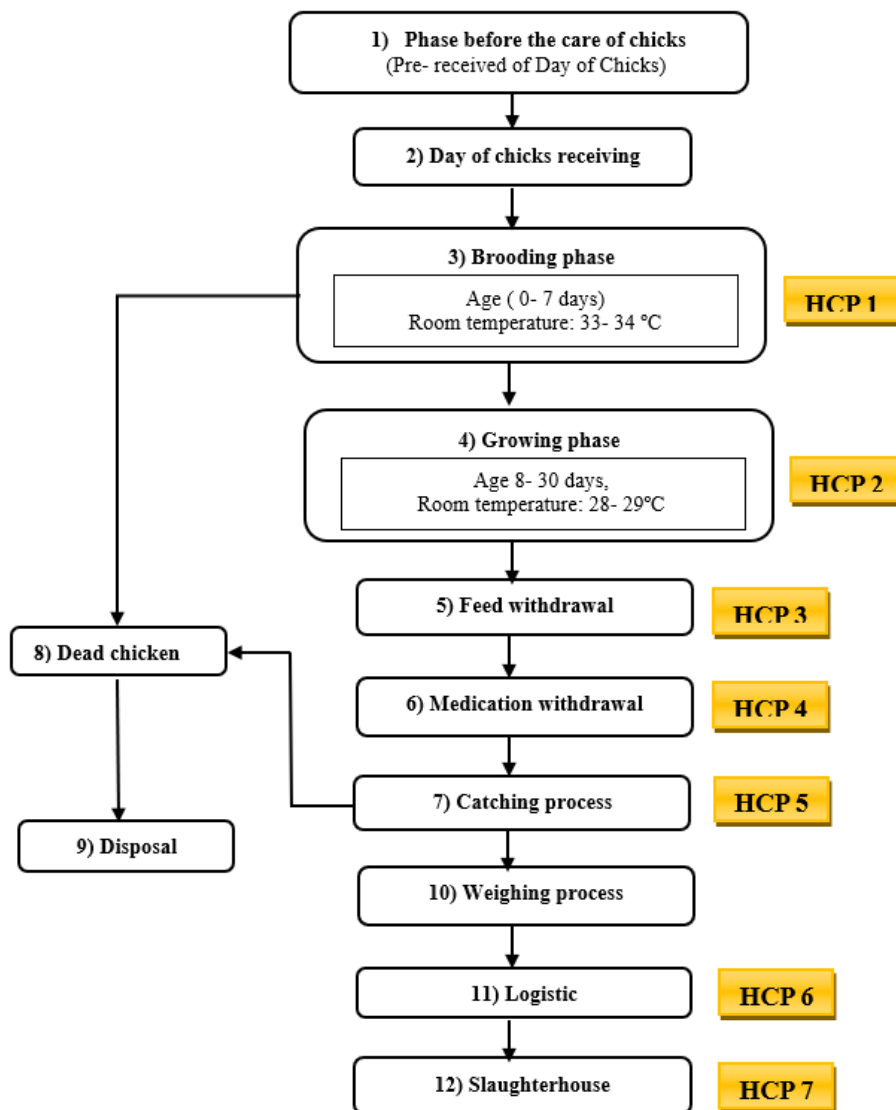 1) Phase before the care of chicks
(Pre- received of Day of Chicks)
2) Day of chicks receiving
3) Brooding phase
Age ( 0- 7 days)
Room temperature: 33- 34 °C
HCP 1
4) Growing phase
Age 8- 30 days,
Room temperature: 28- 29°C
HCP 2
5) Feed withdrawal
HCP 3
8) Dead chicken
6) Medication withdrawal
HCP 4
7) Catching process
HCP 5
9) Disposal
10) Weighing process
11) Logistic
HCP 6
12) Slaughterhouse
HCP 7